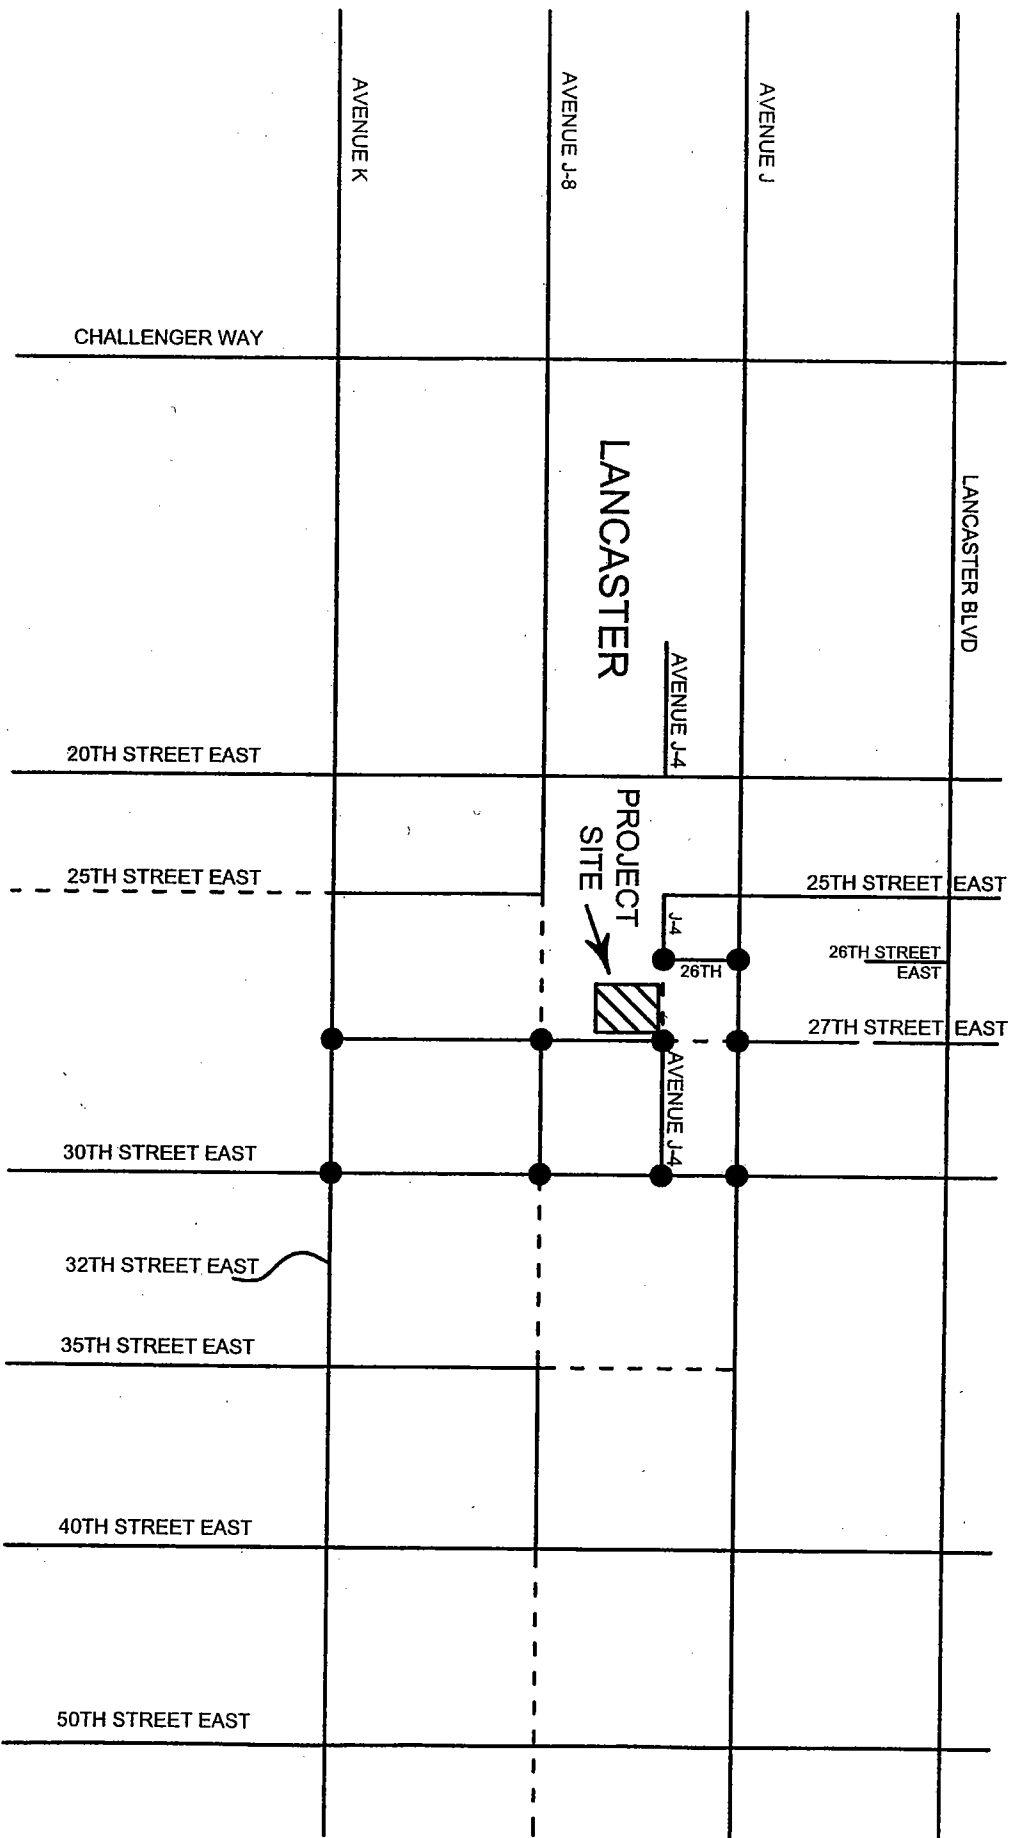 AVENUE K
AVENUE J-8
AVENUE J
CHALLENGER WAY
LANCASTER
LANCASTER BLVD
AVENUE J-4
20TH STREET EAST
PROJECT
SITE
25TH STREET EAST
25TH STREET EAST
J-4
26TH
26TH STREET
EAST
27TH STREET EAST
AVENUE J-4
30TH STREET EAST
32TH STREET EAST
35TH STREET EAST
40TH STREET EAST
50TH STREET EAST